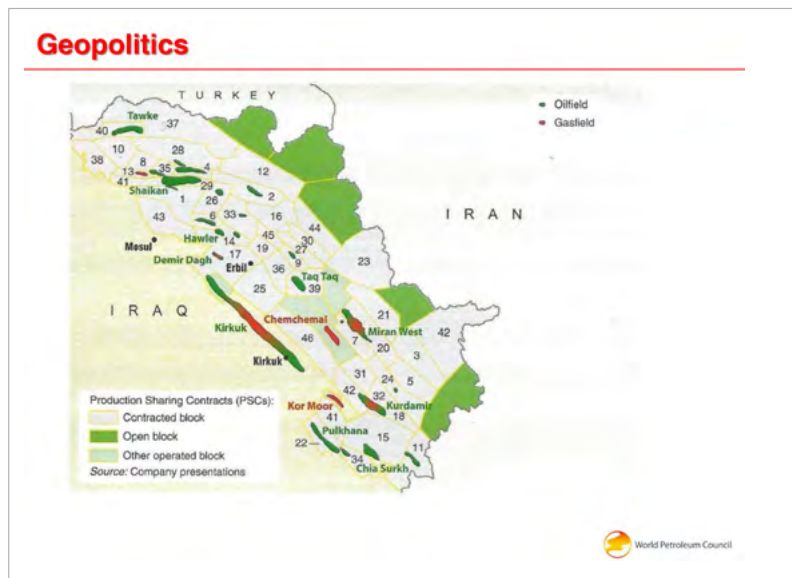 Geopolitics
T U R K E Y
Oilfield
Gasfield
Tawke
37
40
10
28
38
8
35
4
12
13
41
Shaikan
29
1
26
2
43
6
33
16
44
I R A N
Hawler
14
45
30
Mosul
17
19
27
Demir Dagh
Erbil
9
23
36
Taq Taq
25
39
I R A Q
21
Chemchemal
42
Kirkuk
Miran West
46
7
20
3
Kirkuk
31
24
5
42
32
Kor Moor
Kurdamir
41
18
Pulkhana
15
22
11
34
Chia Surkh
Production Sharing Contracts (PSCs):
Contracted block
Open block
Other operated block
Source: Company presentations
World Petroleum Council